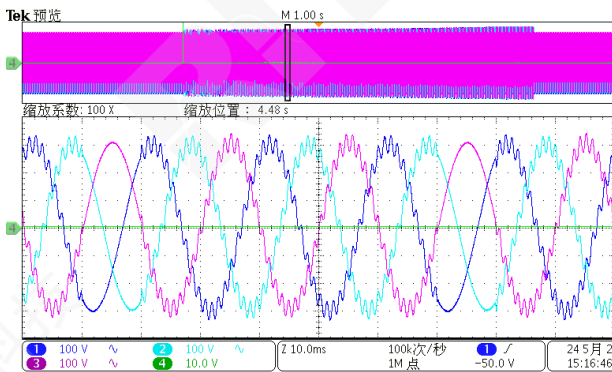 Tek 预览
M 1.00 s
4
缩放系数: 100 X
缩放位置: 4.48 s
4
1 100 V
2 100 V
Z 10.0ms
100k次/秒
1
24 5月 2
3 100 V
4 10.0 V
1M 点
-50.0 V
15:16:46